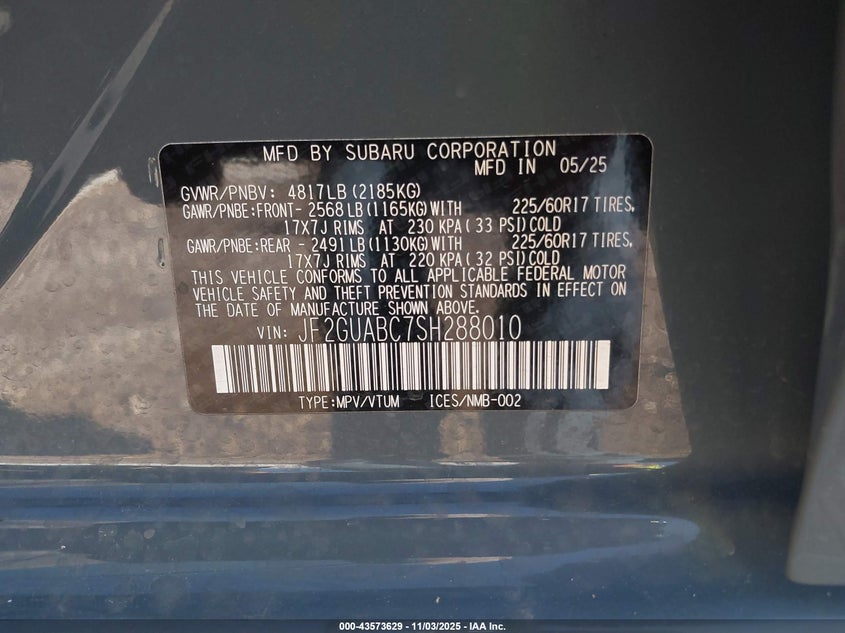 MFD BY SUBARU CORPORATION
MFD IN 05/25
GVWR/PNBV: 4817LB (2185KG)
GAWR/PNBE:FRONT- 2568 LB (1165KG) WITH 225/60R17 TIRES,
17X7J RIMS AT 230 KPA ( 33 PSI) COLD
GAWR/PNBE:REAR - 2491 LB (1130KG) WITH 225/60R17 TIRES,
17X7J RIMS AT 220 KPA ( 32 PSI) COLD
THIS VEHICLE CONFORMS TO ALL APPLICABLE FEDERAL MOTOR
VEHICLE SAFETY AND THEFT PREVENTION STANDARDS IN EFFECT ON
THE DATE OF MANUFACTURE SHOWN ABOVE.
VIN: JF2GUABC7SH288010
TYPE:MPV/VTUM ICES/NMB-002
000-43573629 - 11/03/2025 - IAA Inc.